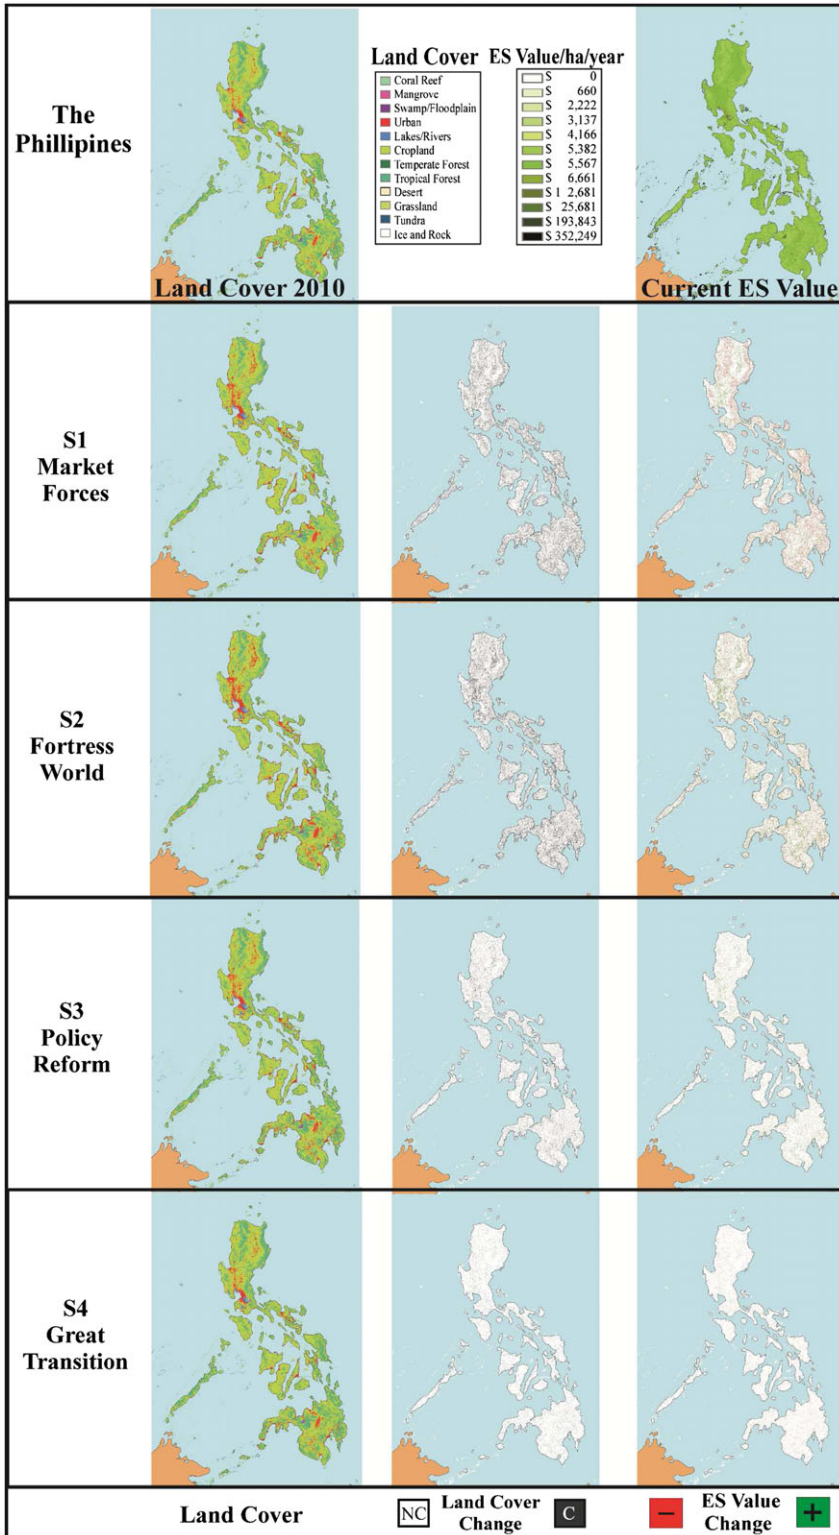 The
Phillipines
Land Cover
Coral Reef
Mangrove
Swamp/Floodplain
Urban
Lakes/Rivers
Cropland
Temperate Forest
Tropical Forest
Desert
Grassland
Tundra
Ice and Rock
ES Value/ha/year
$ 0
$ 660
$ 2,222
$ 3,137
$ 4,166
$ 5,382
$ 5,567
$ 6,661
$ 1 2,681
$ 25,681
$ 193,843
$ 352,249
Land Cover 2010
Current ES Value
S1
Market
Forces
S2
Fortress
World
S3
Policy
Reform
S4
Great
Transition
Land Cover
NC
Land Cover
Change
C
−
ES Value
Change
+